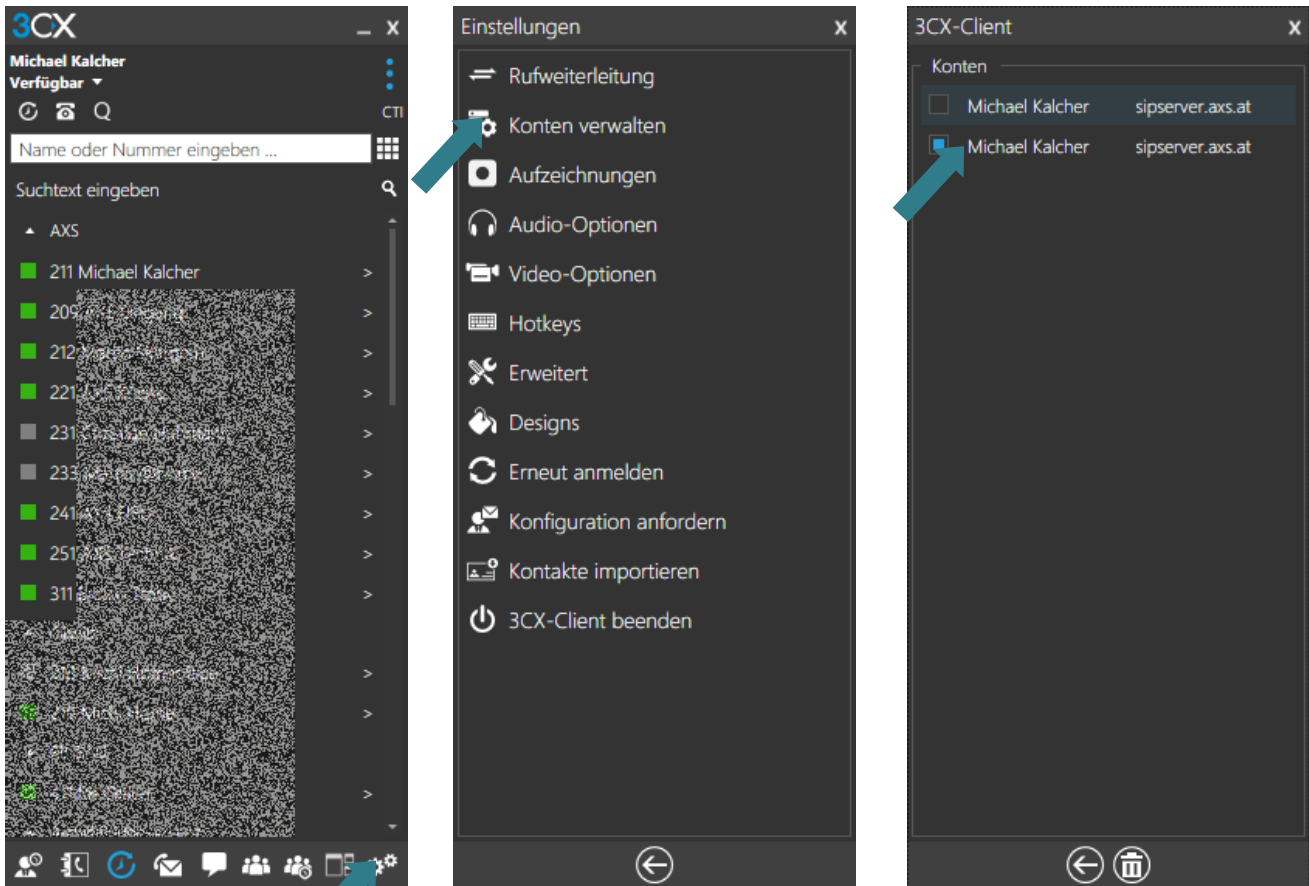 3CX
_ x
Michael Kalcher
Verfügbar
CTI
Name oder Nummer eingeben ...
Suchtext eingeben
AXS
211 Michael Kalcher >
209 >
212 >
221 >
231 >
233 >
241 >
251 >
311 >
>
>
>
Einstellungen x
Rufweiterleitung
Konten verwalten
Aufzeichnungen
Audio-Optionen
Video-Optionen
Hotkeys
Erweitert
Designs
Erneut anmelden
Konfiguration anfordern
Kontakte importieren
3CX-Client beenden
3CX-Client x
Konten
Michael Kalcher sipserver.axs.at
Michael Kalcher sipserver.axs.at